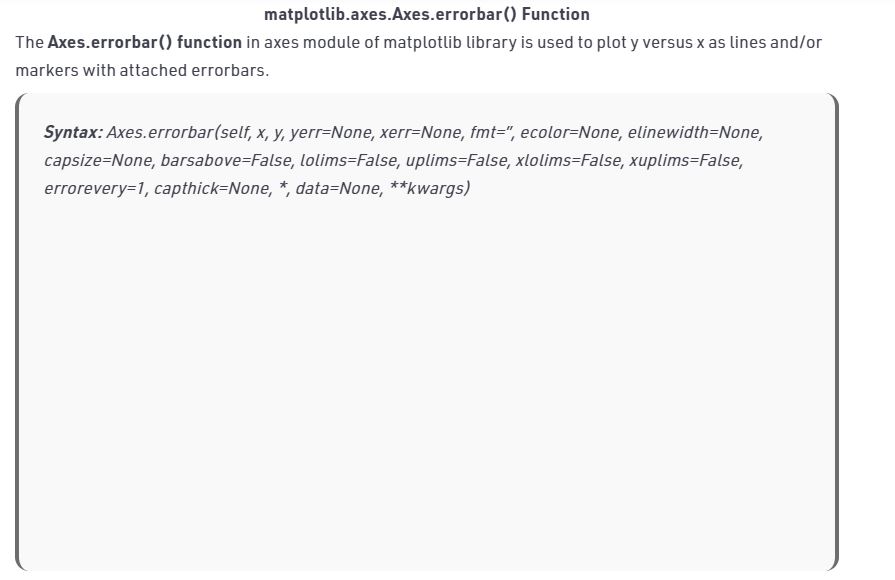 matplotlib.axes.Axes.errorbar() Function
The Axes.errorbar() function in axes module of matplotlib library is used to plot y versus x as lines and/or
markers with attached errorbars.
Syntax: Axes.errorbar(self, x, y, yerr=None, xerr=None, fmt=”, ecolor=None, elinewidth=None,
capsize=None, barsabove=False, lolims=False, uplims=False, xlolims=False, xuplims=False,
errorevery=1, capthick=None, *, data=None, **kwargs)